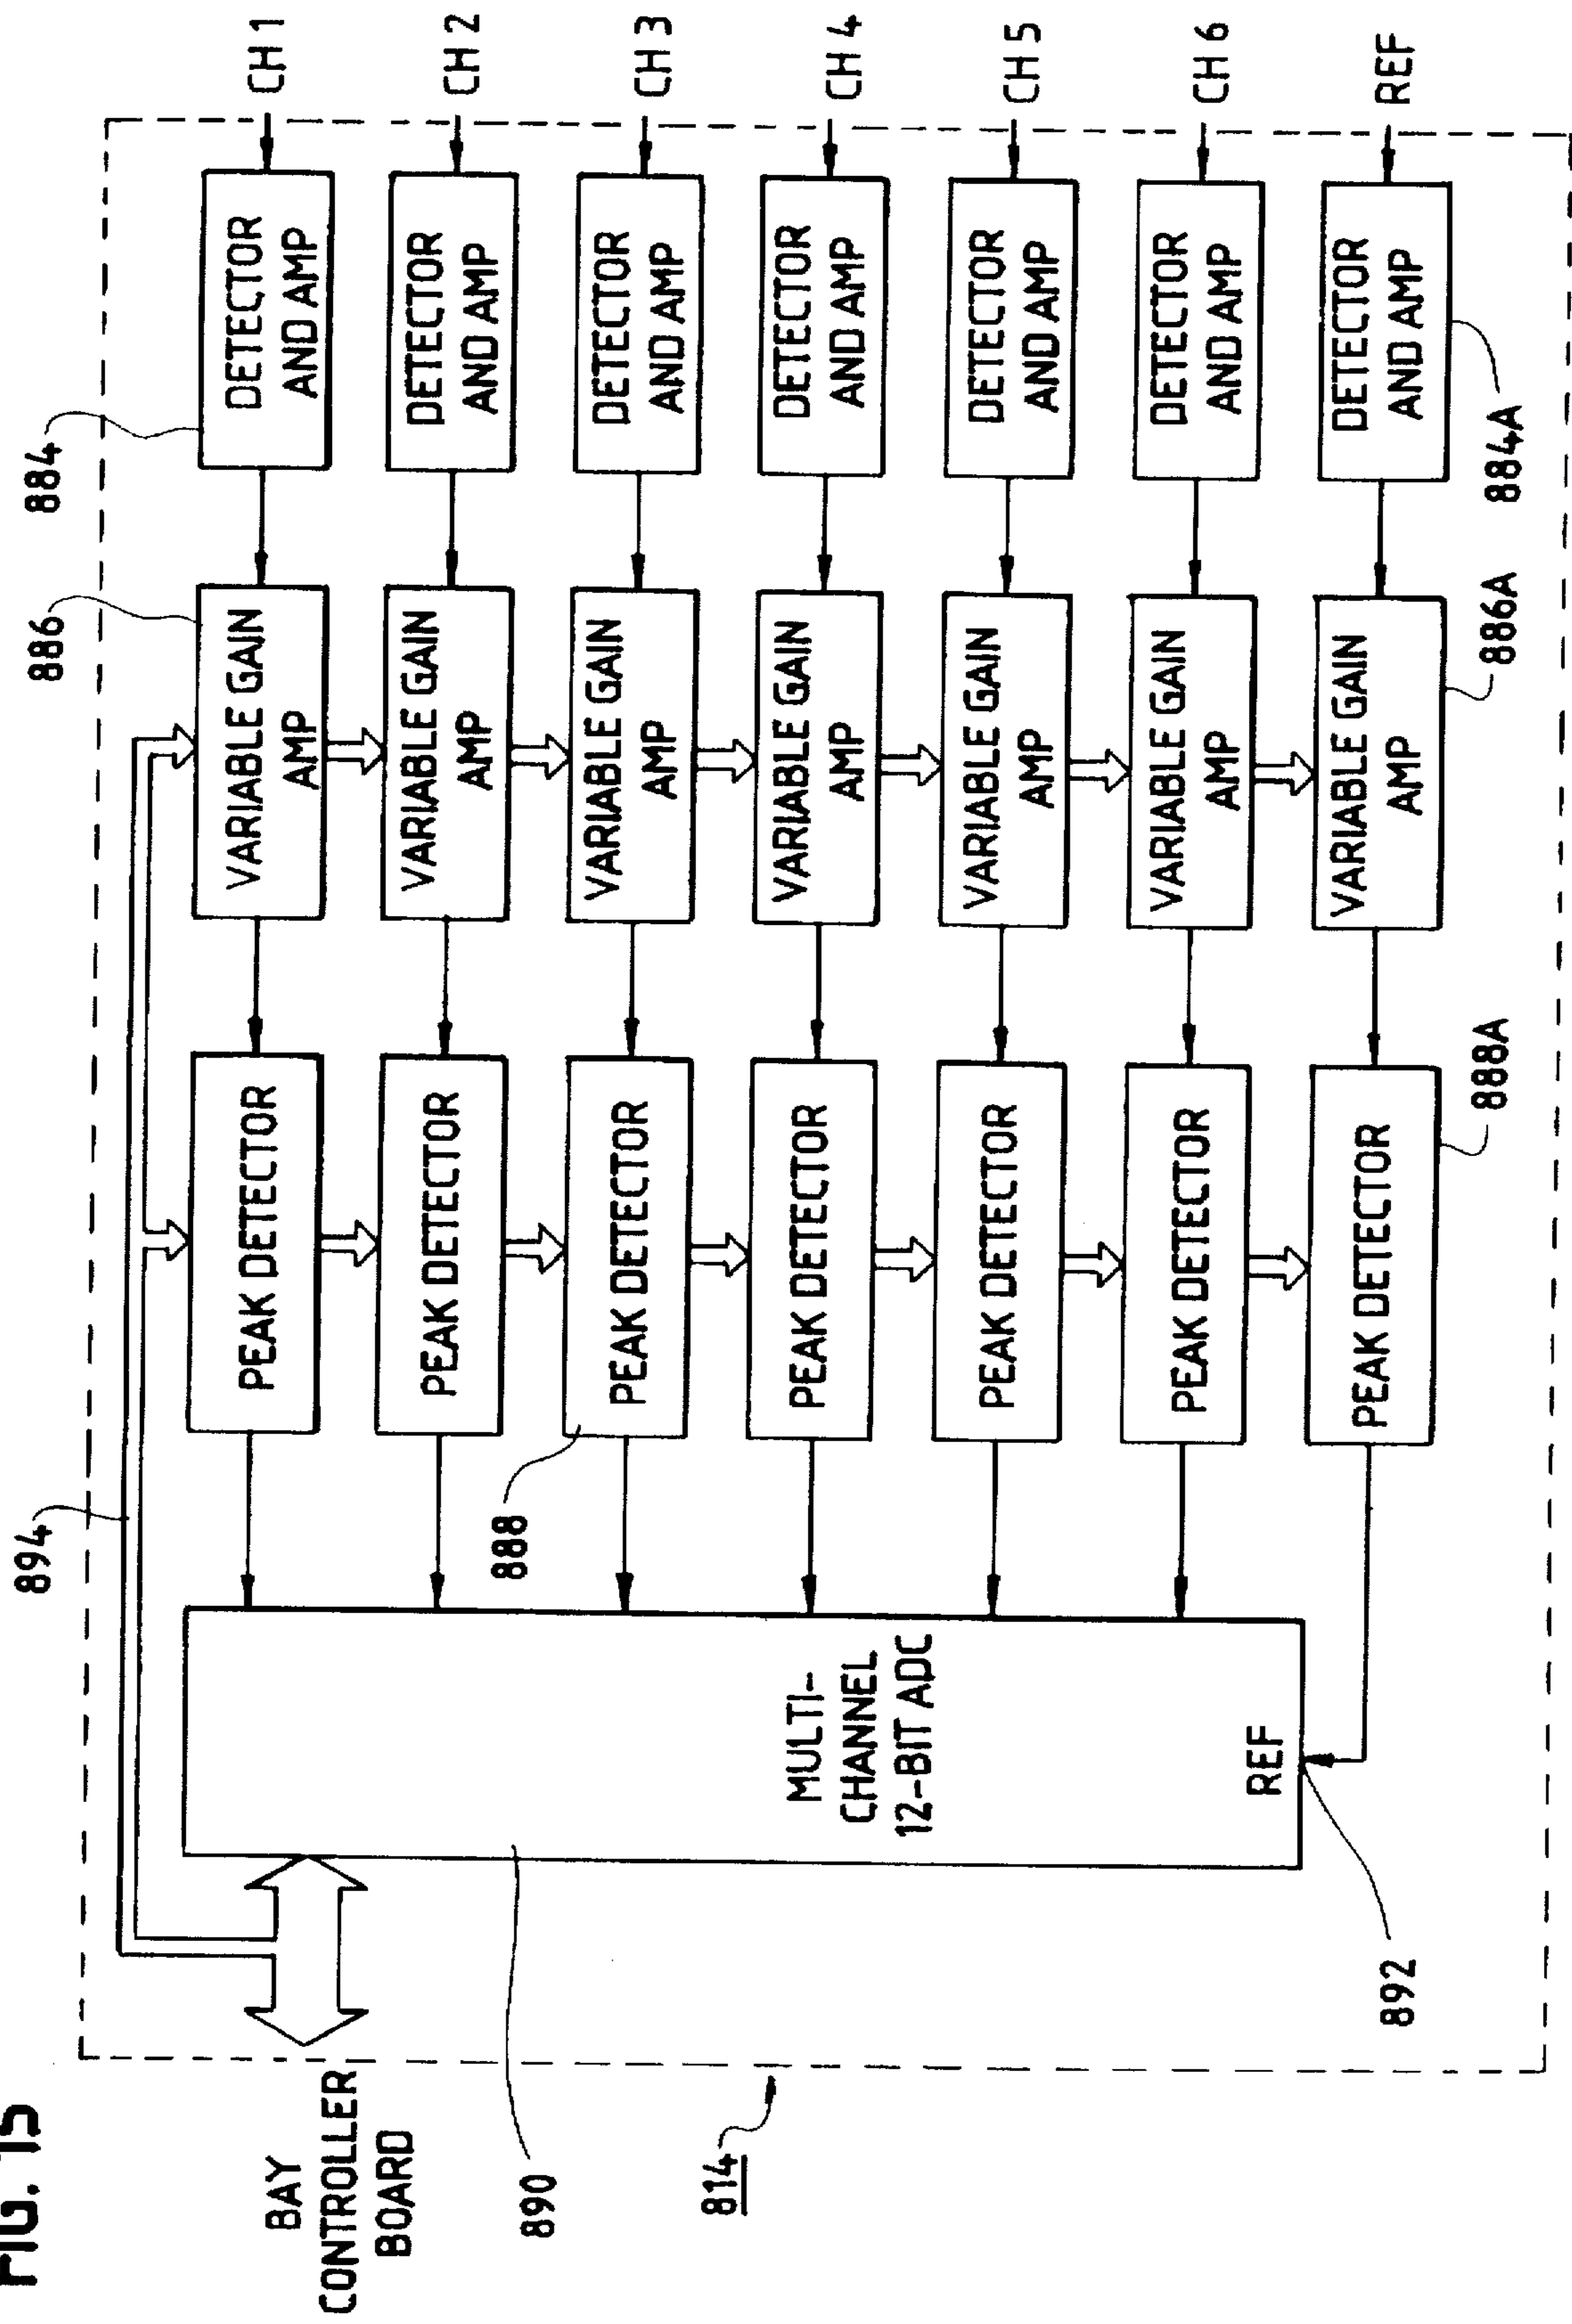 FIG. 15
BAY
CONTROLLER
BOARD
814
890
892
894
MULTI-
CHANNEL
12-BIT ADC
REF
888
PEAK DETECTOR
PEAK DETECTOR
PEAK DETECTOR
PEAK DETECTOR
PEAK DETECTOR
PEAK DETECTOR
PEAK DETECTOR
888A
886
VARIABLE GAIN
AMP
VARIABLE GAIN
AMP
VARIABLE GAIN
AMP
VARIABLE GAIN
AMP
VARIABLE GAIN
AMP
VARIABLE GAIN
AMP
VARIABLE GAIN
AMP
886A
884
DETECTOR
AND AMP
DETECTOR
AND AMP
DETECTOR
AND AMP
DETECTOR
AND AMP
DETECTOR
AND AMP
DETECTOR
AND AMP
DETECTOR
AND AMP
884A
CH 1
CH 2
CH 3
CH 4
CH 5
CH 6
REF